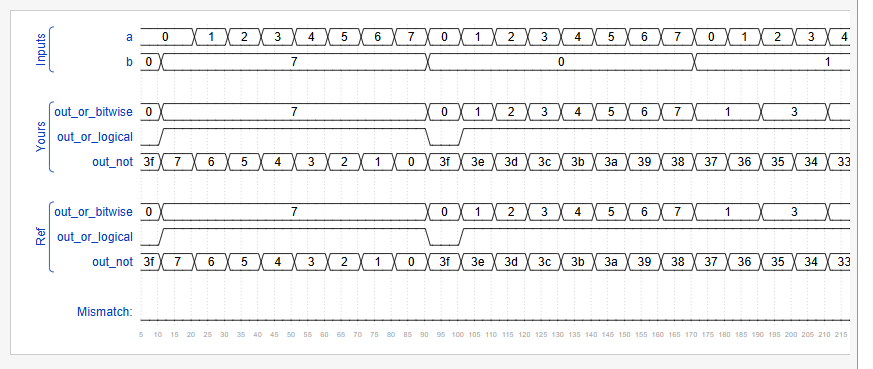 Inputs
a 0 1 2 3 4 5 6 7 0 1 2 3 4 5 6 7 0 1 2 3 4
b 0 7 0 1
Yours
out_or_bitwise 0 7 0 1 2 3 4 5 6 7 1 3
out_or_logical
out_not 3f 7 6 5 4 3 2 1 0 3f 3e 3d 3c 3b 3a 39 38 37 36 35 34 33
Ref
out_or_bitwise 0 7 0 1 2 3 4 5 6 7 1 3
out_or_logical
out_not 3f 7 6 5 4 3 2 1 0 3f 3e 3d 3c 3b 3a 39 38 37 36 35 34 33
Mismatch:
5 10 15 20 25 30 35 40 45 50 55 60 65 70 75 80 85 90 95 100 105 110 115 120 125 130 135 140 145 150 155 160 165 170 175 180 185 190 195 200 205 210 215